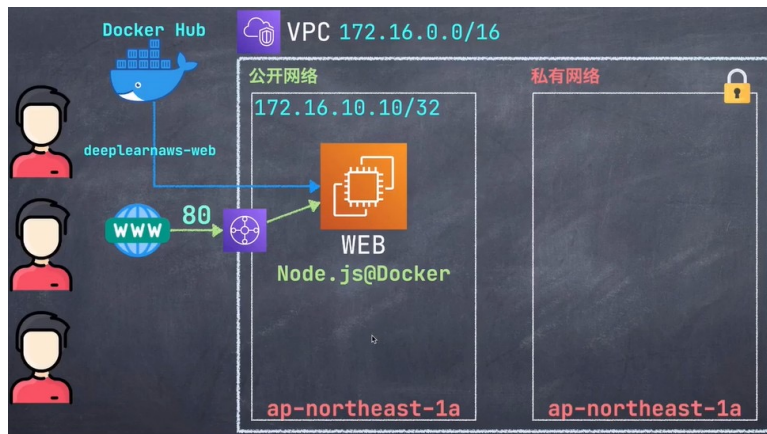 Docker Hub
VPC 172.16.0.0/16
公开网络
私有网络
172.16.10.10/32
deeplearnaws-web
WWW
80
WEB
Node.js@Docker
ap-northeast-1a
ap-northeast-1a